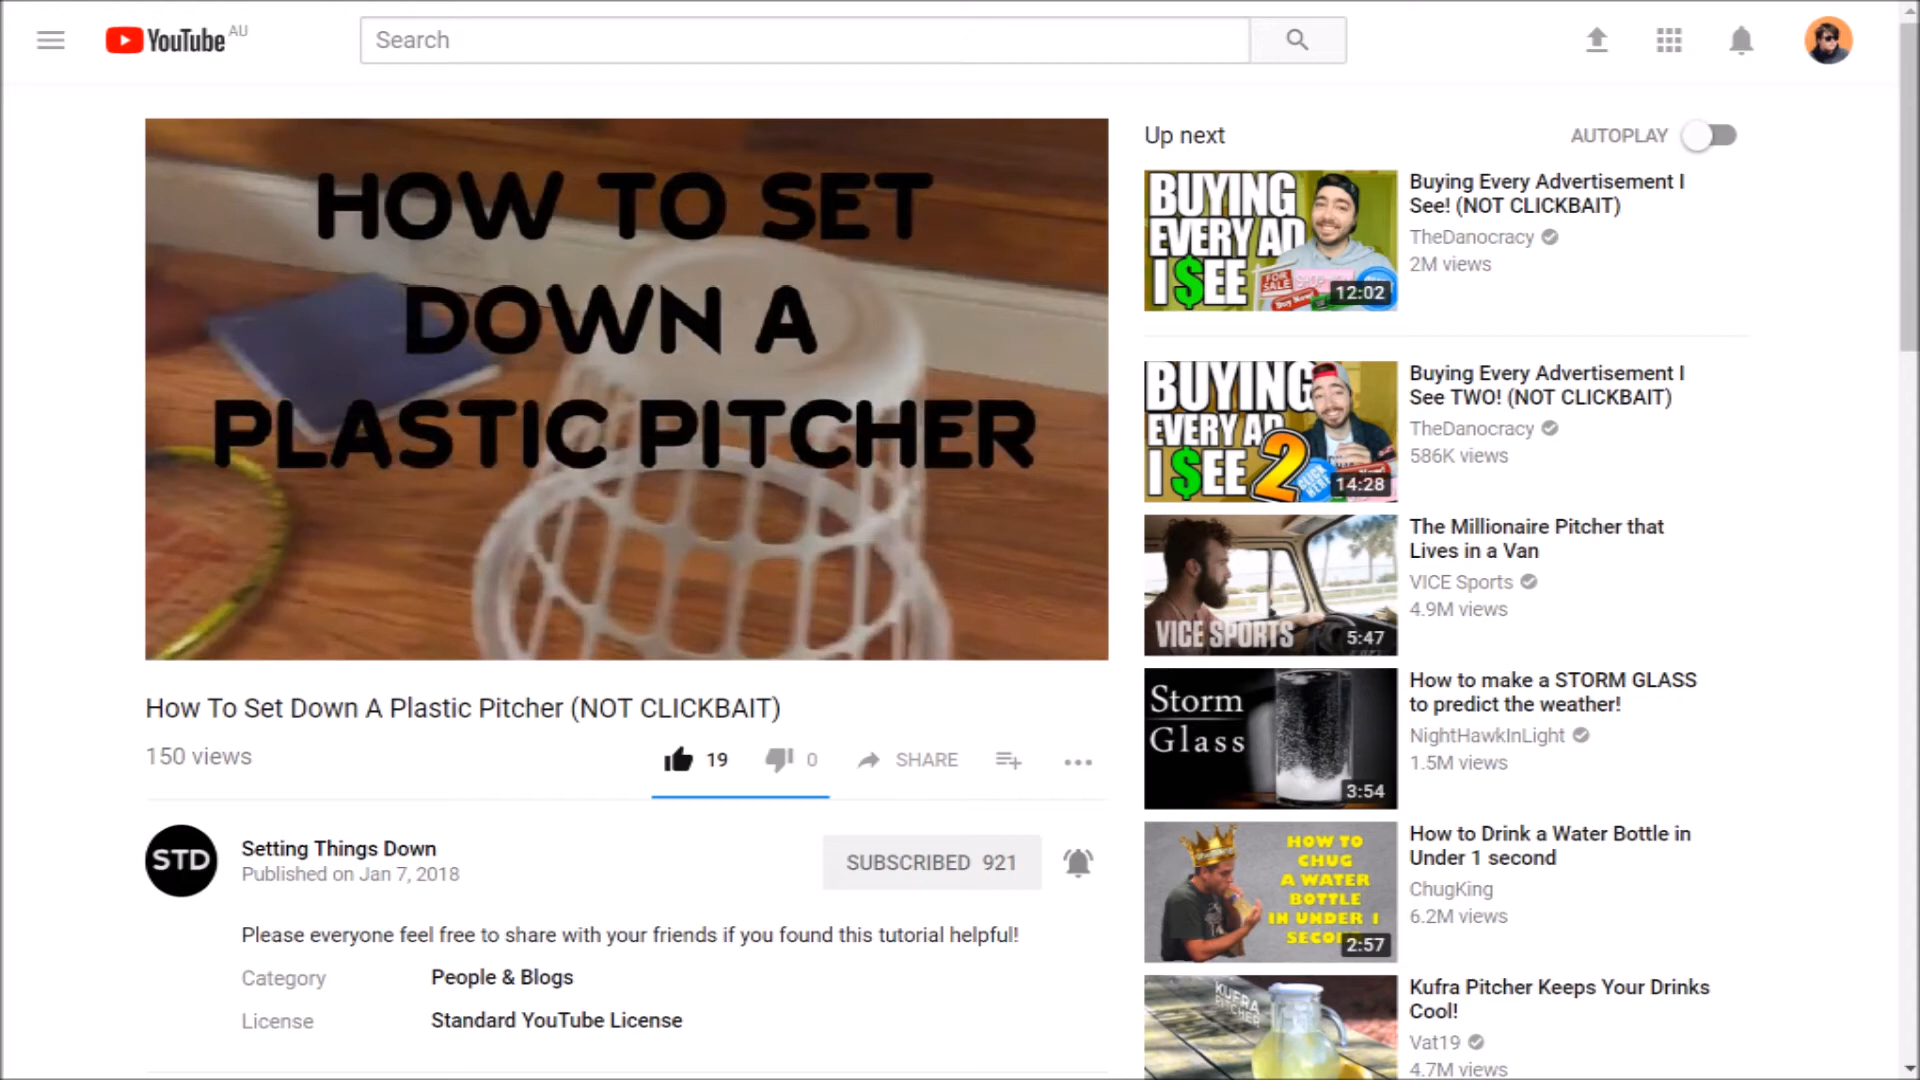 YouTube AU
Search
HOW TO SET
DOWN A
PLASTIC PITCHER
How To Set Down A Plastic Pitcher (NOT CLICKBAIT)
150 views
19
0
SHARE
STD
Setting Things Down
Published on Jan 7, 2018
SUBSCRIBED 921
Please everyone feel free to share with your friends if you found this tutorial helpful!
Category People & Blogs
License Standard YouTube License
Up next
AUTOPLAY
BUYING
EVERY AD
I $EE
FOR
SALE
Buy Now!
12:02
Buying Every Advertisement I
See! (NOT CLICKBAIT)
TheDanocracy
2M views
BUYING
EVERY AD
I $EE 2
CLICK
HERE
14:28
Buying Every Advertisement I
See TWO! (NOT CLICKBAIT)
TheDanocracy
586K views
VICE SPORTS
5:47
The Millionaire Pitcher that
Lives in a Van
VICE Sports
4.9M views
Storm
Glass
3:54
How to make a STORM GLASS
to predict the weather!
NightHawkInLight
1.5M views
HOW TO
CHUG
A WATER
BOTTLE
IN UNDER 1
2:57
How to Drink a Water Bottle in
Under 1 second
ChugKing
6.2M views
KUFRA
PITCHER
Kufra Pitcher Keeps Your Drinks
Cool!
Vat19
4.7M views